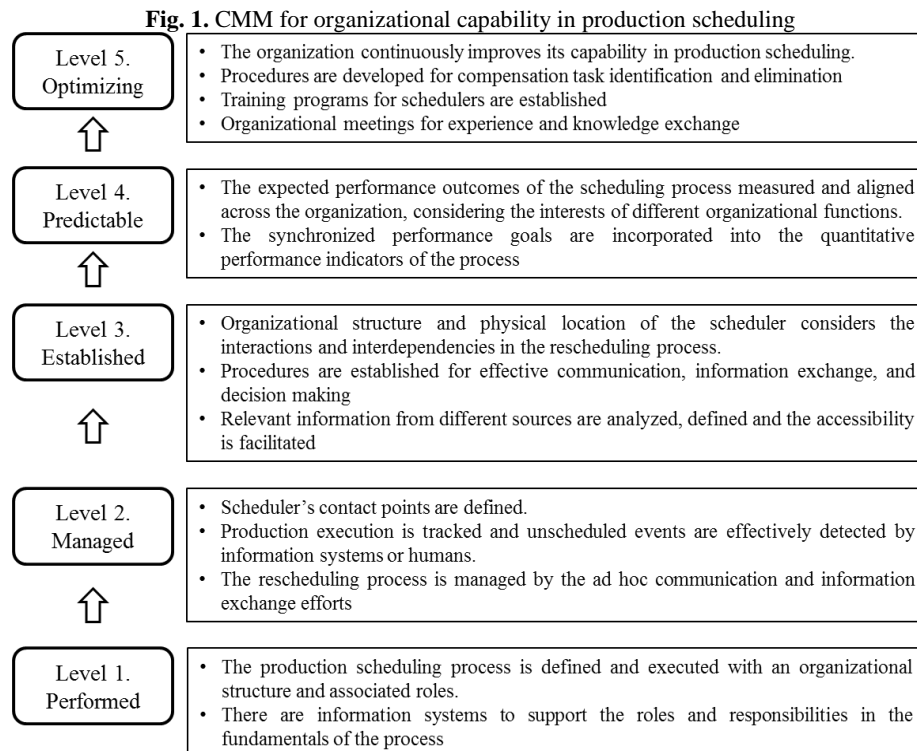 Fig. 1. CMM for organizational capability in production scheduling
Level 5.
Optimizing
• The organization continuously improves its capability in production scheduling.
• Procedures are developed for compensation task identification and elimination
• Training programs for schedulers are established
• Organizational meetings for experience and knowledge exchange
Level 4.
Predictable
• The expected performance outcomes of the scheduling process measured and aligned
across the organization, considering the interests of different organizational functions.
• The synchronized performance goals are incorporated into the quantitative
performance indicators of the process
Level 3.
Established
• Organizational structure and physical location of the scheduler considers the
interactions and interdependencies in the rescheduling process.
• Procedures are established for effective communication, information exchange, and
decision making
• Relevant information from different sources are analyzed, defined and the accessibility
is facilitated
Level 2.
Managed
• Scheduler's contact points are defined.
• Production execution is tracked and unscheduled events are effectively detected by
information systems or humans.
• The rescheduling process is managed by the ad hoc communication and information
exchange efforts
Level 1.
Performed
• The production scheduling process is defined and executed with an organizational
structure and associated roles.
• There are information systems to support the roles and responsibilities in the
fundamentals of the process